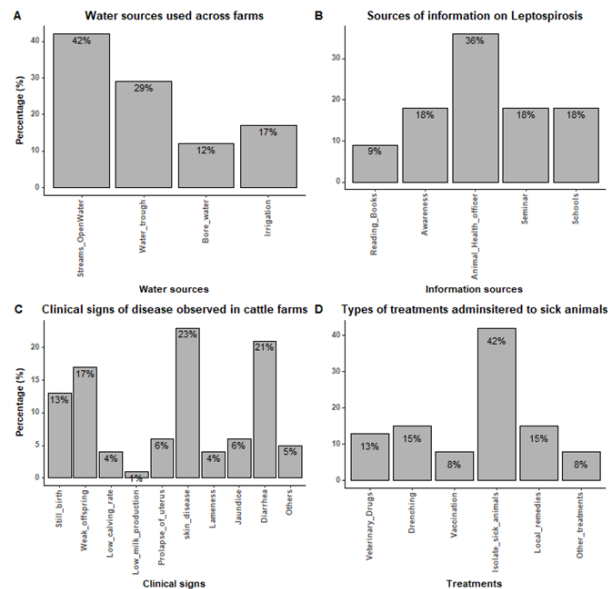 A
Water sources used across farms
Percentage (%)
40
30
20
10
0
42%
29%
12%
17%
Streams_OpenWater
Water_trough
Bore_water
Irrigation
Water sources
B
Sources of information on Leptospirosis
30
20
10
0
9%
18%
36%
18%
18%
Reading_Books
Awareness
Animal_Health_officer
Seminar
Schools
Information sources
C
Clinical signs of disease observed in cattle farms
Percentage (%)
20
15
10
5
0
13%
17%
4%
1%
6%
23%
4%
6%
21%
5%
Still_birth
Weak_offspring
Low_calving_rate
Low_milk_production
Prolapse_of_uterus
skin_disease
Lameness
Jaundice
Diarrhea
Others
Clinical signs
D
Types of treatments adminsitered to sick animals
40
30
20
10
0
13%
15%
8%
42%
15%
8%
Veterinary_Drugs
Drenching
Vaccination
Isolate_sick_animals
Local_remedies
Other_treatments
Treatments